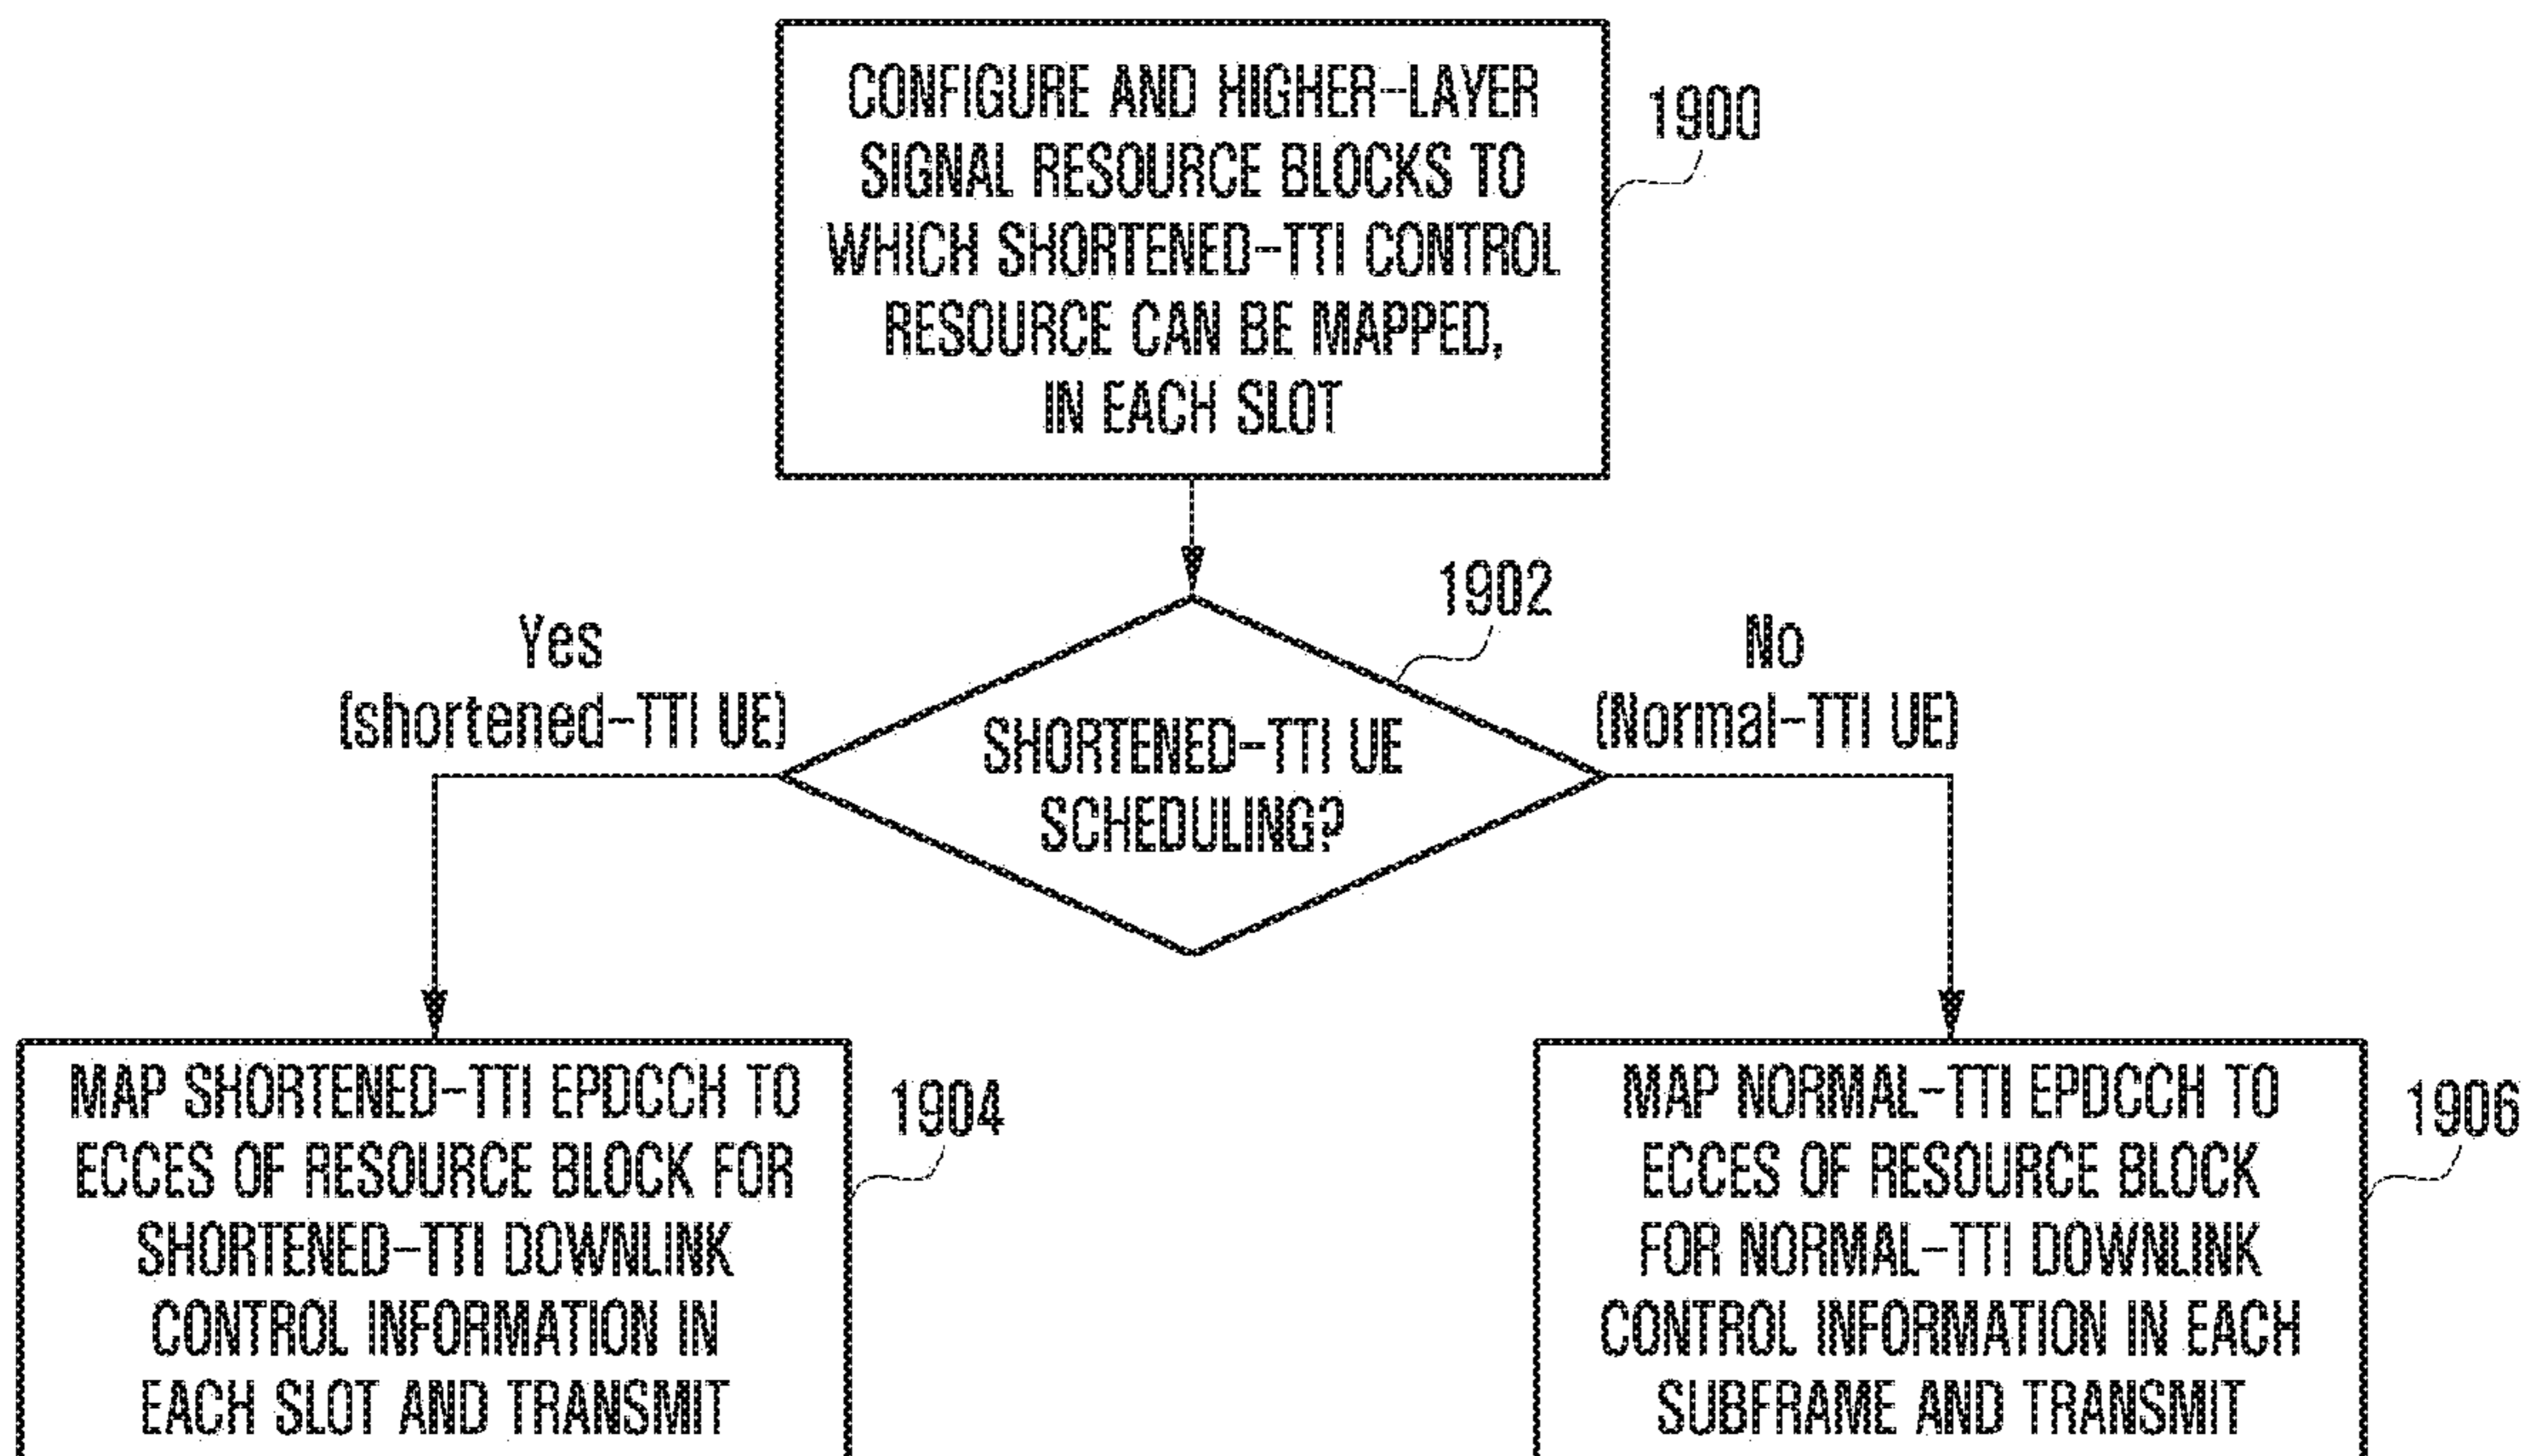 CONFIGURE AND HIGHER-LAYER
SIGNAL RESOURCE BLOCKS TO
WHICH SHORTENED-TTI CONTROL
RESOURCE CAN BE MAPPED,
IN EACH SLOT
1900
1902
Yes
(shortened-TTI UE)
No
(Normal-TTI UE)
SHORTENED-TTI UE
SCHEDULING?
MAP SHORTENED-TTI EPDCCH TO
ECCES OF RESOURCE BLOCK FOR
SHORTENED-TTI DOWNLINK
CONTROL INFORMATION IN
EACH SLOT AND TRANSMIT
1904
MAP NORMAL-TTI EPDCCH TO
ECCES OF RESOURCE BLOCK
FOR NORMAL-TTI DOWNLINK
CONTROL INFORMATION IN EACH
SUBFRAME AND TRANSMIT
1906